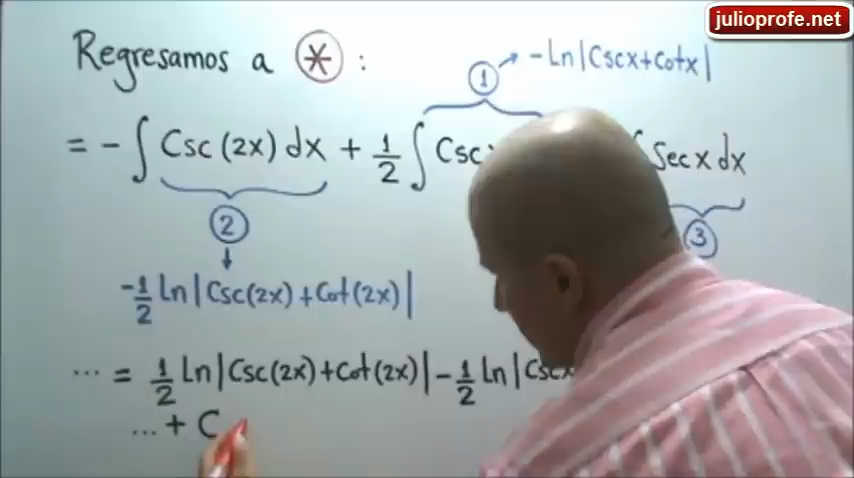 julioprofe.net
Regresamos a ⊛ :
① → -Ln|Cscx+Cotx|
= - ∫ Csc (2x) dx + 1/2 ∫ Csc ∫ Secx dx
② ③
-1/2 Ln|Csc(2x)+Cot(2x)|
... = 1/2 Ln|Csc(2x)+Cot(2x)| - 1/2 Ln|Cscx
... + C